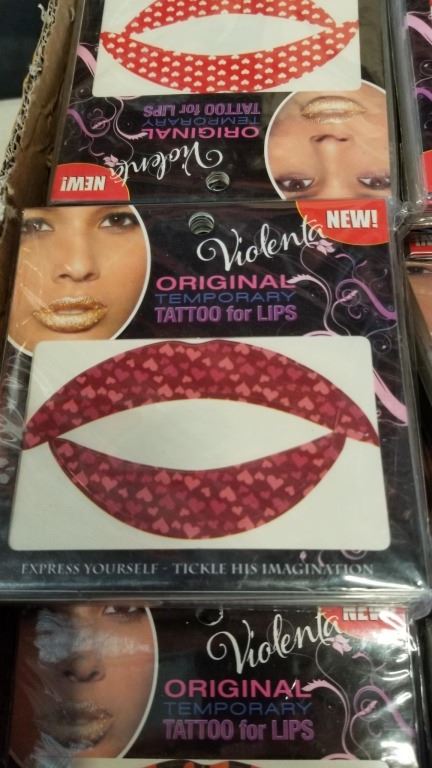 TATTOO for LIPS
TEMPORARY
ORIGINAL
Violenta
NEW!
NEW!
Violenta
ORIGINAL
TEMPORARY
TATTOO for LIPS
EXPRESS YOURSELF - TICKLE HIS IMAGINATION
NEW
Violenta
ORIGINAL
TEMPORARY
TATTOO for LIPS